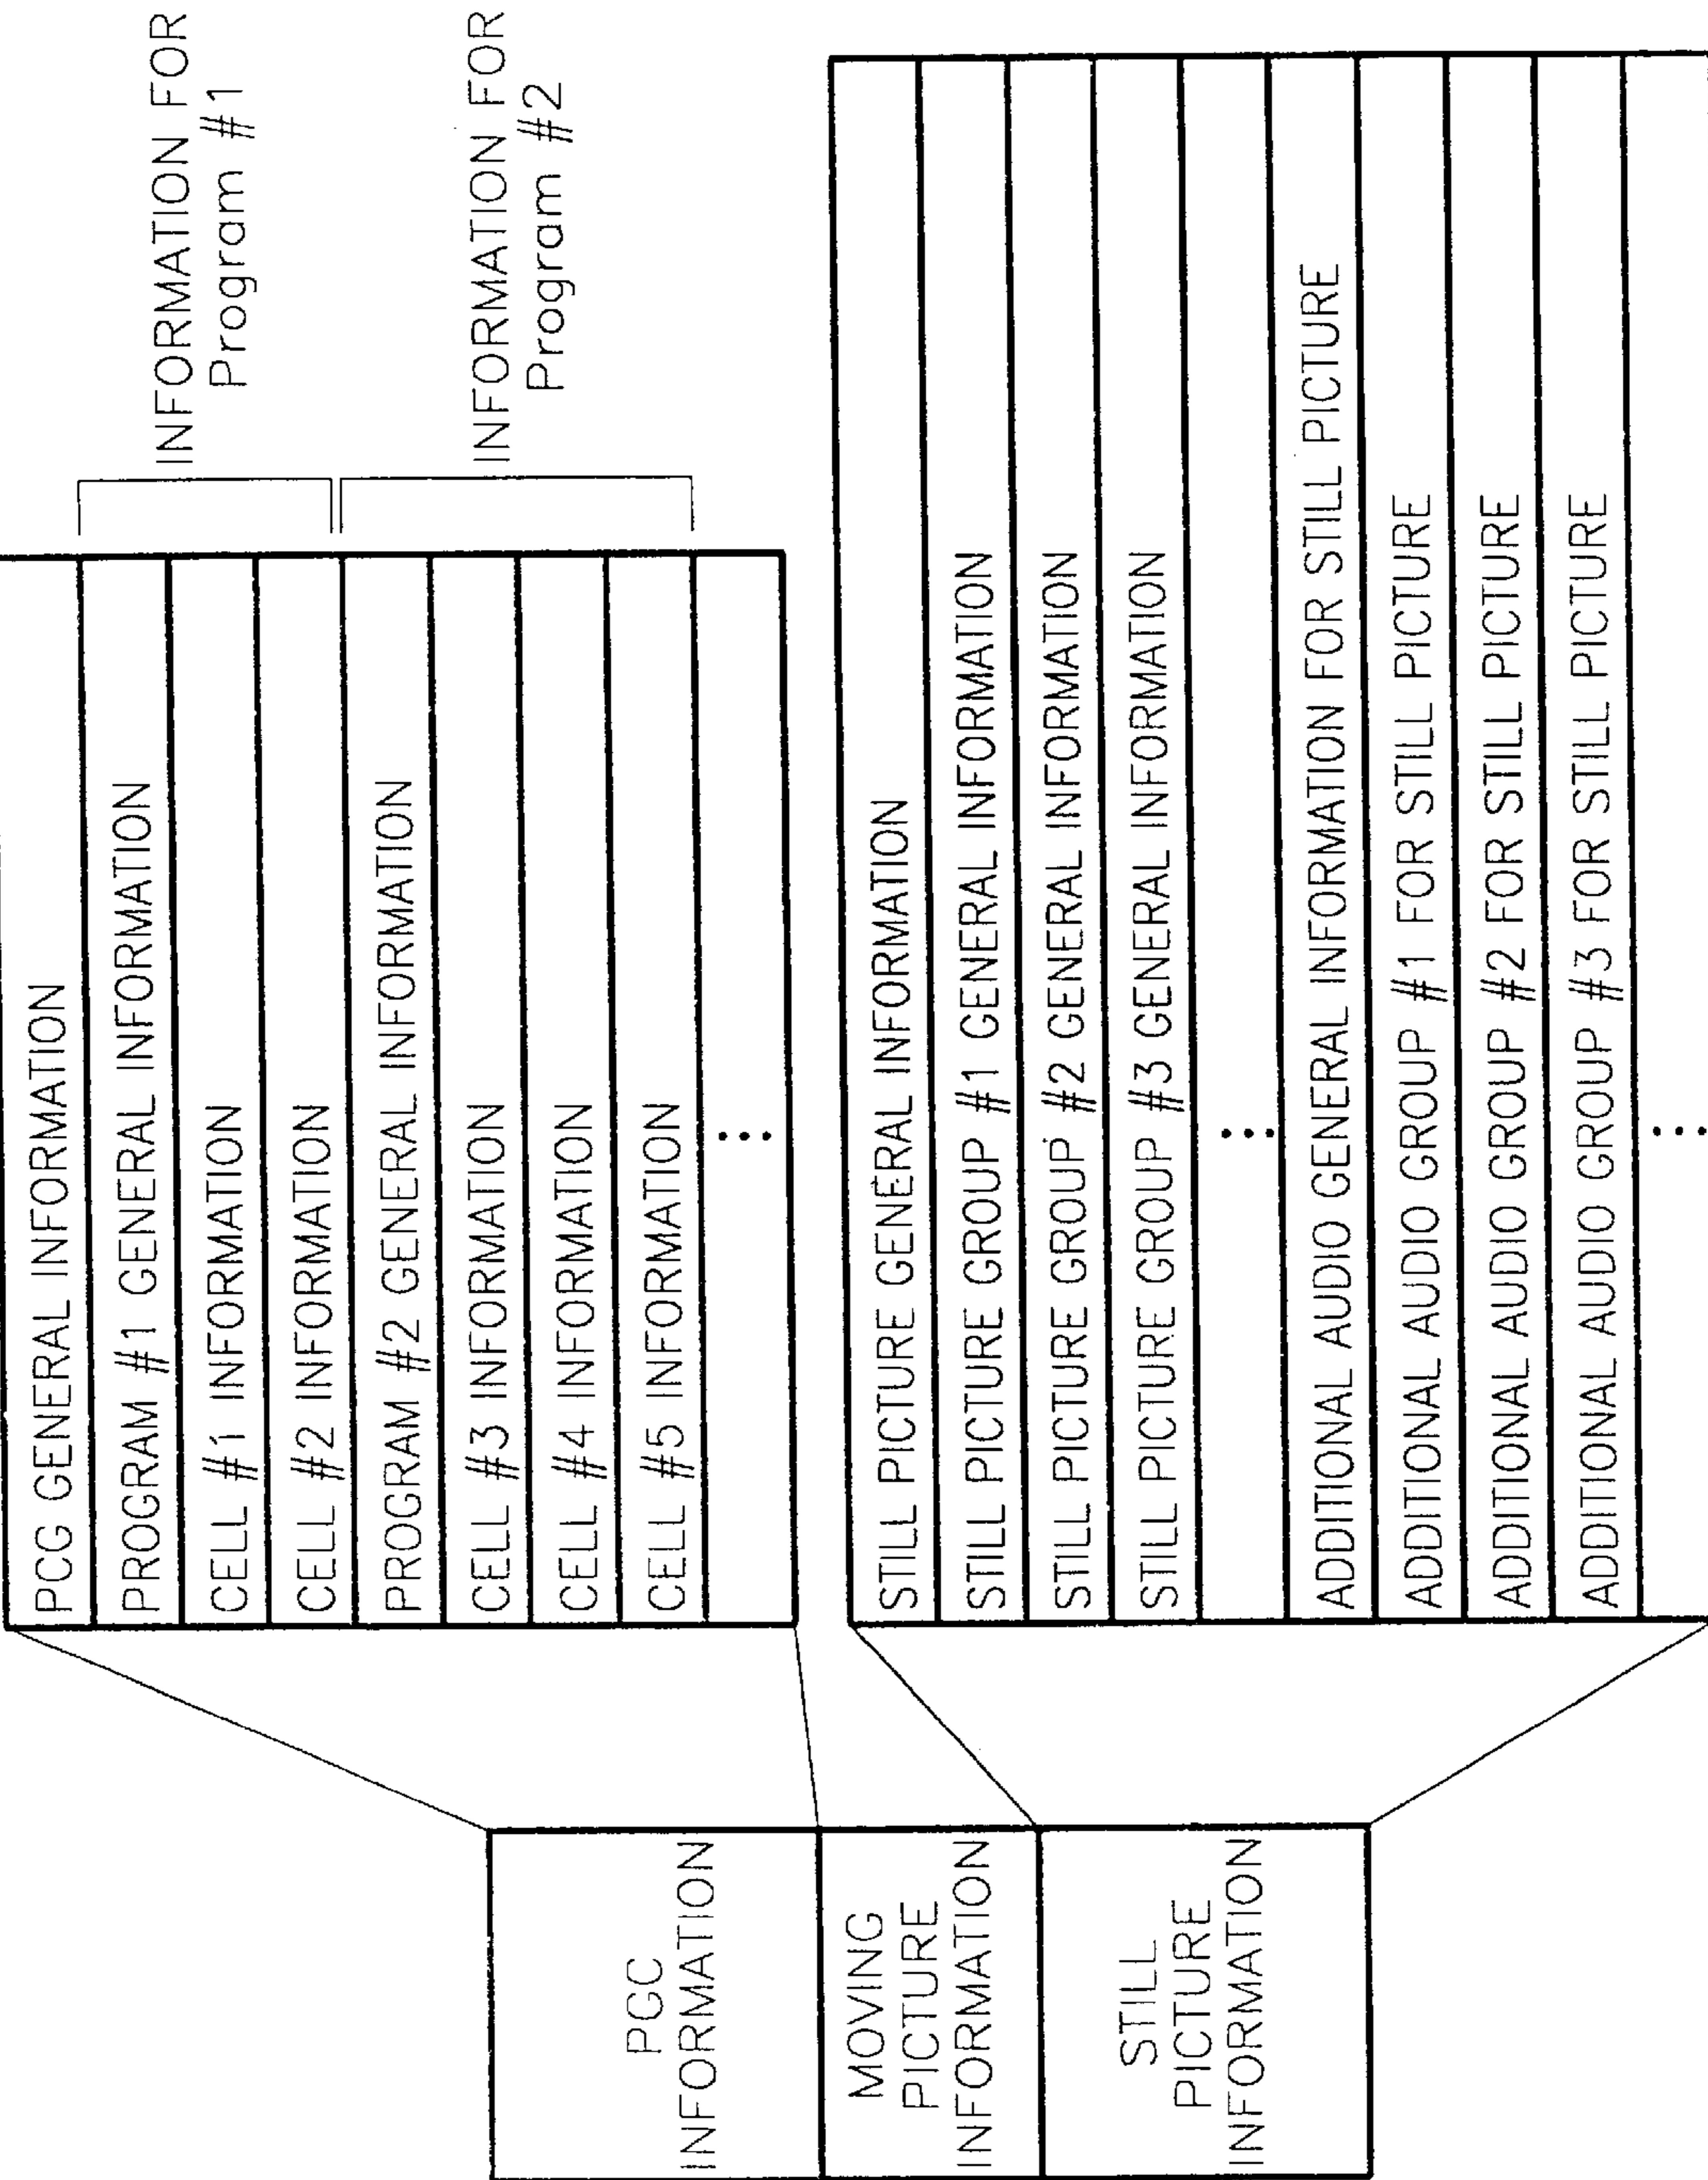 PGC
INFORMATION
MOVING
PICTURE
INFORMATION
STILL
PICTURE
INFORMATION
PCG GENERAL INFORMATION
PROGRAM #1 GENERAL INFORMATION
CELL #1 INFORMATION
CELL #2 INFORMATION
PROGRAM #2 GENERAL INFORMATION
CELL #3 INFORMATION
CELL #4 INFORMATION
CELL #5 INFORMATION
...
INFORMATION FOR
Program #1
INFORMATION FOR
Program #2
STILL PICTURE GENERAL INFORMATION
STILL PICTURE GROUP #1 GENERAL INFORMATION
STILL PICTURE GROUP #2 GENERAL INFORMATION
STILL PICTURE GROUP #3 GENERAL INFORMATION
...
ADDITIONAL AUDIO GENERAL INFORMATION FOR STILL PICTURE
ADDITIONAL AUDIO GROUP #1 FOR STILL PICTURE
ADDITIONAL AUDIO GROUP #2 FOR STILL PICTURE
ADDITIONAL AUDIO GROUP #3 FOR STILL PICTURE
...